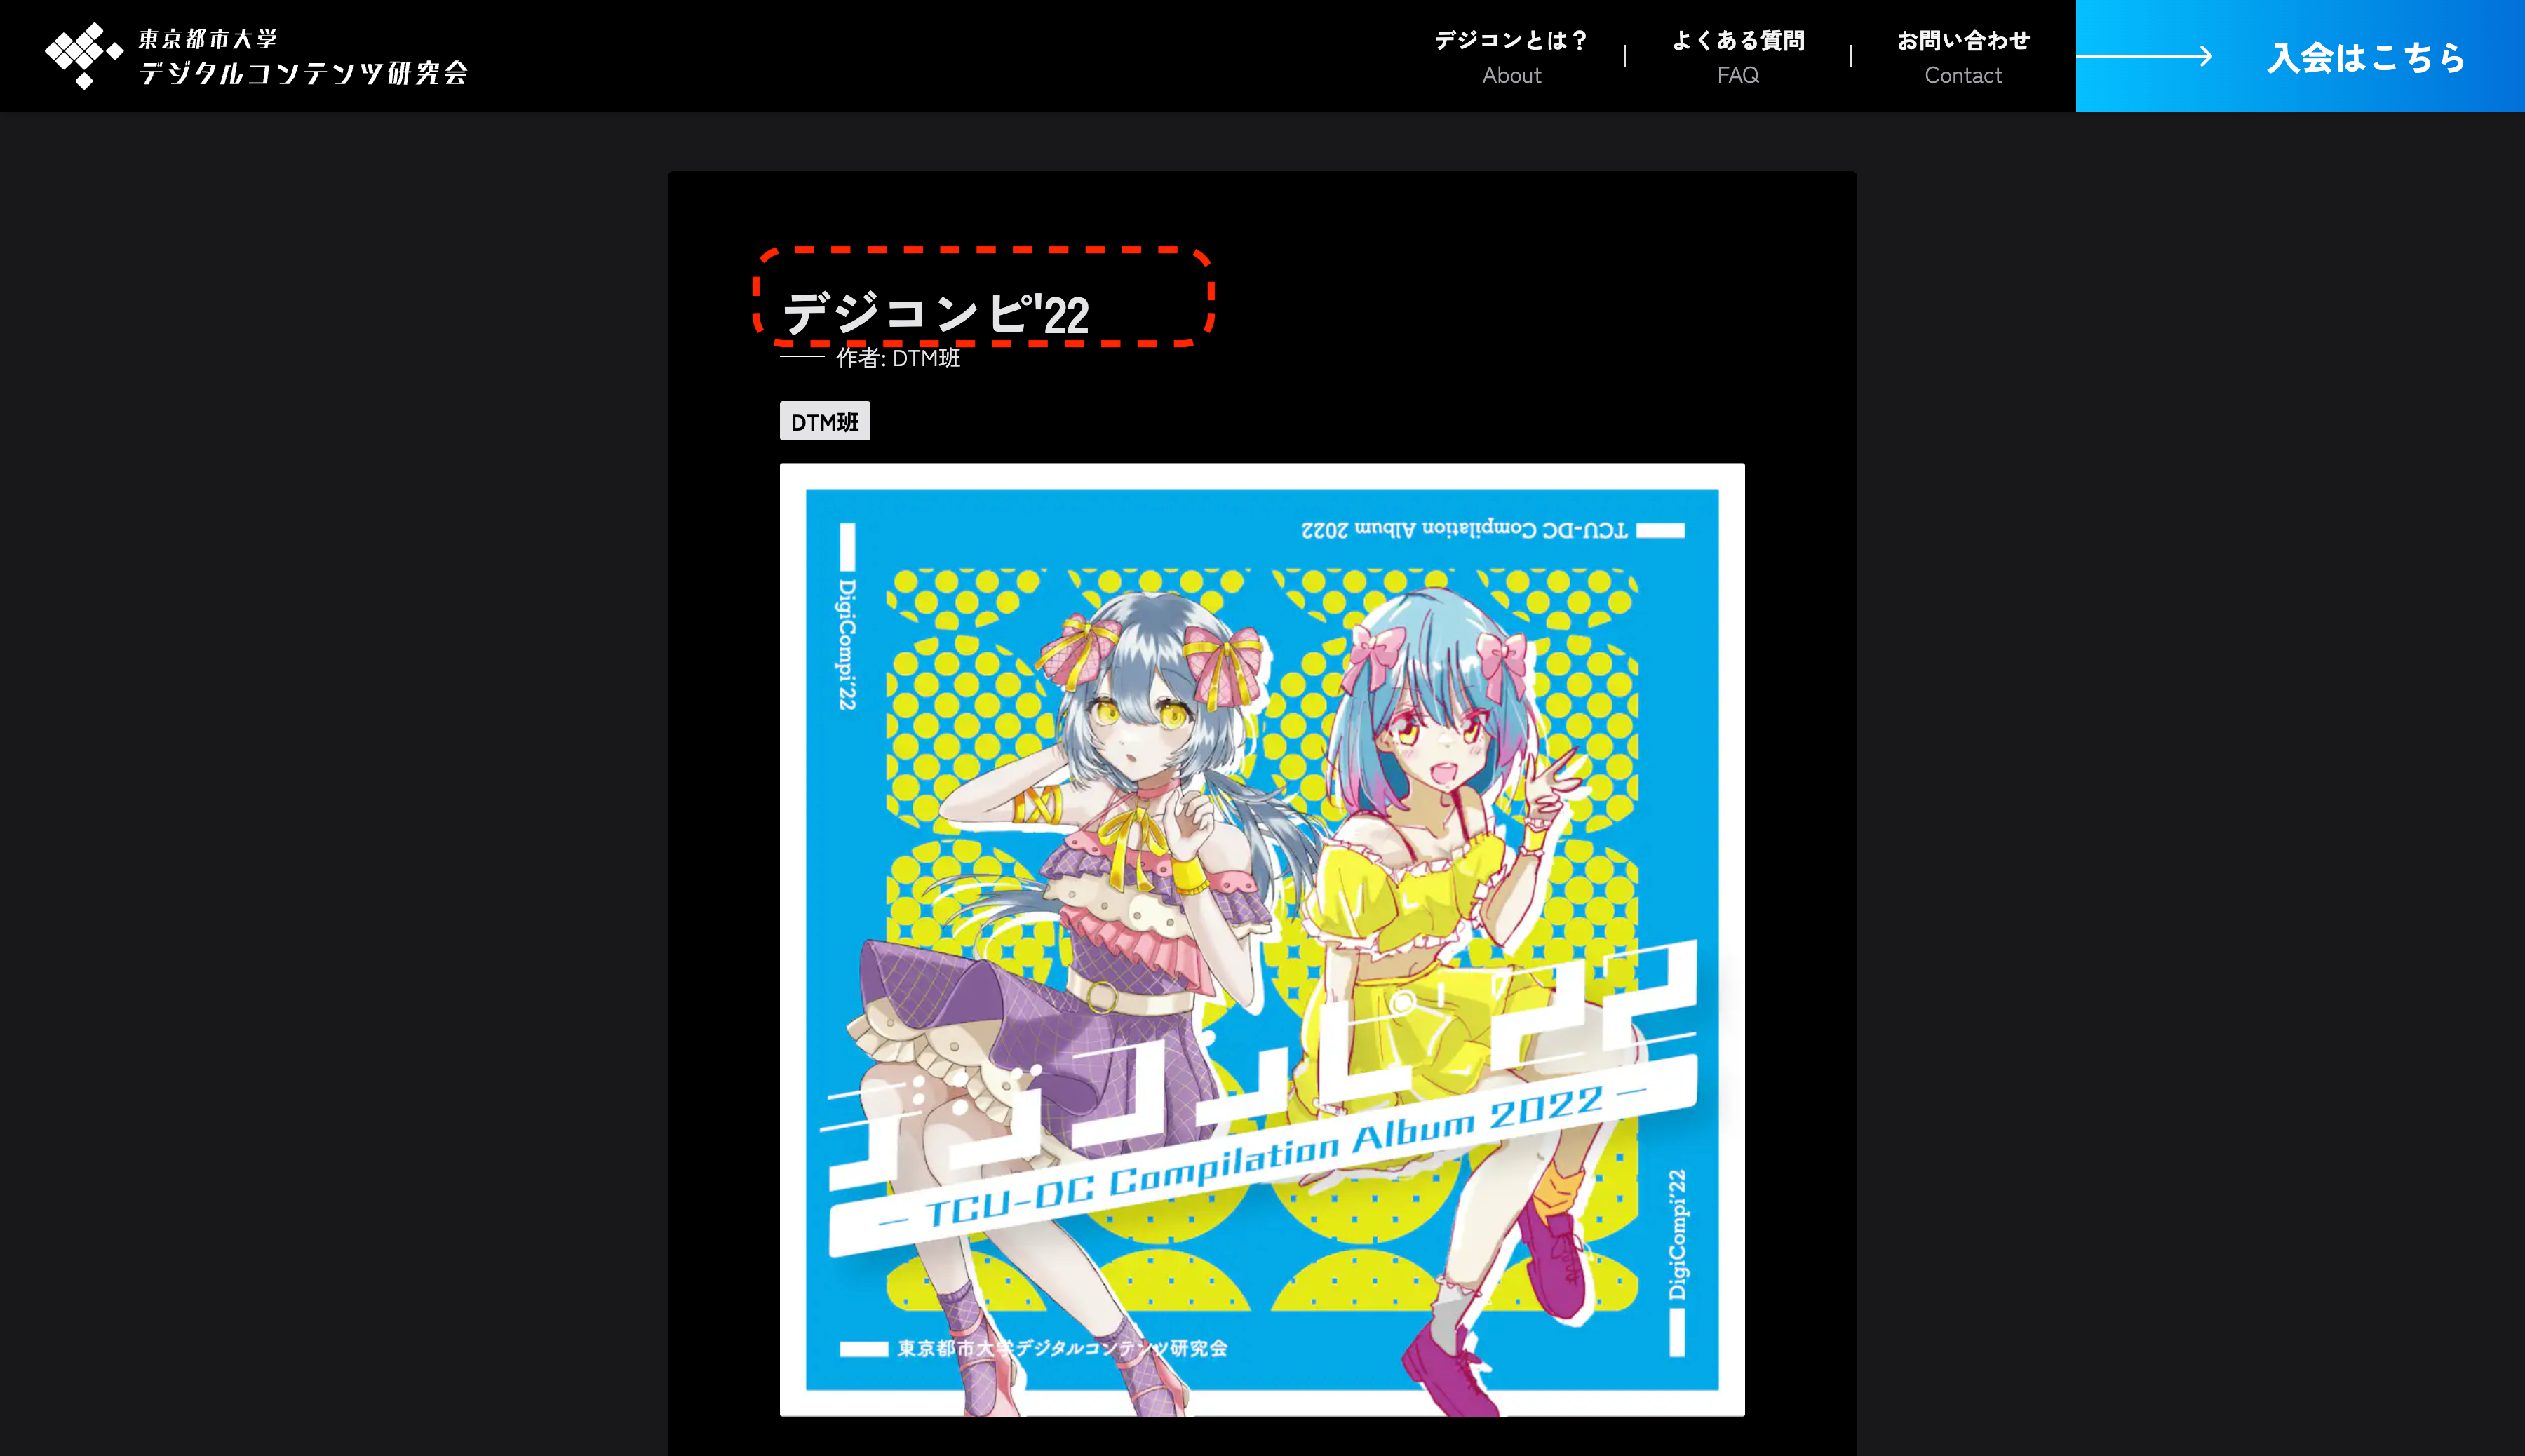 東京都市大学
デジタルコンテンツ研究会
デジコンとは？
About
よくある質問
FAQ
お問い合わせ
Contact
入会はこちら
デジコンピ'22
作者: DTM班
DTM班
TCU-DC Compilation Album 2022
DigiCompi'22
デジコンピ'22
— TCU-DC Compilation Album 2022 —
DigiCompi'22
東京都市大学デジタルコンテンツ研究会